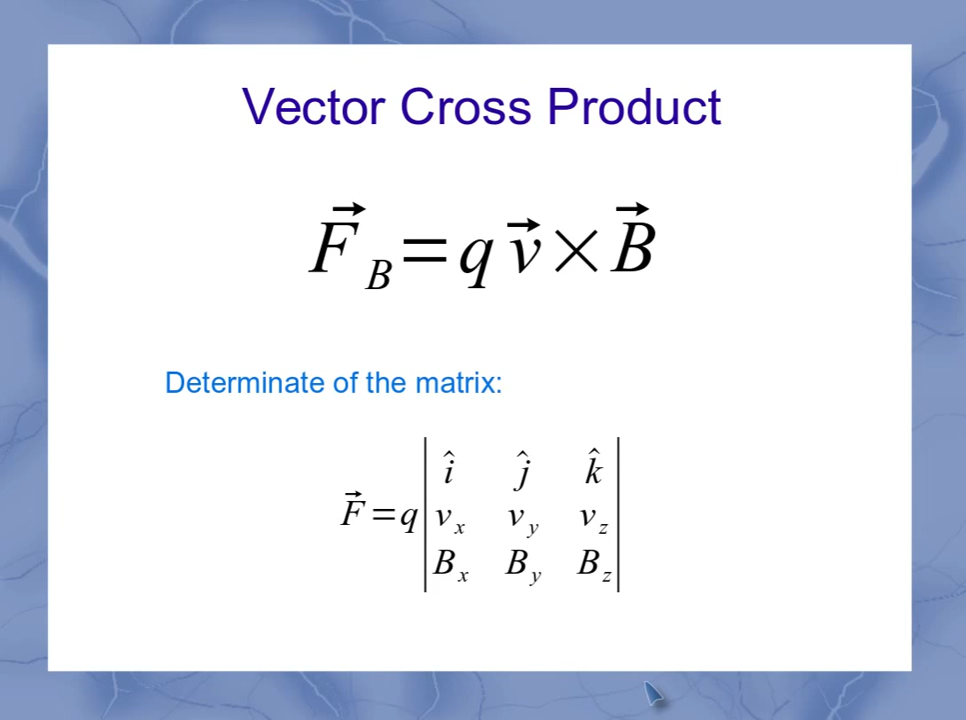 Vector Cross Product
F⃗_B = q v⃗ × B⃗
Determinate of the matrix:
F⃗ = q | î ĵ k̂ |
| v_x v_y v_z |
| B_x B_y B_z |